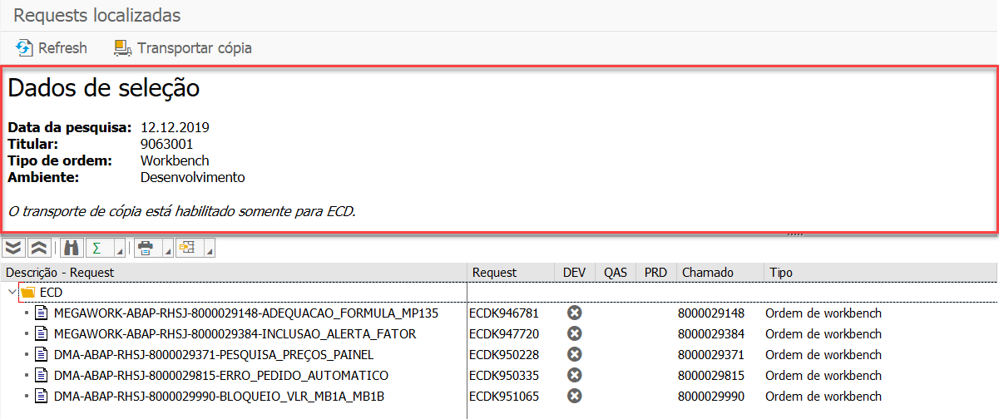 Requests localizadas
Refresh Transportar cópia
Dados de seleção
Data da pesquisa: 12.12.2019
Titular: 9063001
Tipo de ordem: Workbench
Ambiente: Desenvolvimento
O transporte de cópia está habilitado somente para ECD.
Descrição - Request Request DEV QAS PRD Chamado Tipo
ECD
MEGAWORK-ABAP-RHSJ-8000029148-ADEQUACAO_FORMULA_MP135 ECDK946781 8000029148 Ordem de workbench
MEGAWORK-ABAP-RHSJ-8000029384-INCLUSAO_ALERTA_FATOR ECDK947720 8000029384 Ordem de workbench
DMA-ABAP-RHSJ-8000029371-PESQUISA_PREÇOS_PAINEL ECDK950228 8000029371 Ordem de workbench
DMA-ABAP-RHSJ-8000029815-ERRO_PEDIDO_AUTOMATICO ECDK950335 8000029815 Ordem de workbench
DMA-ABAP-RHSJ-8000029990-BLOQUEIO_VLR_MB1A_MB1B ECDK951065 8000029990 Ordem de workbench